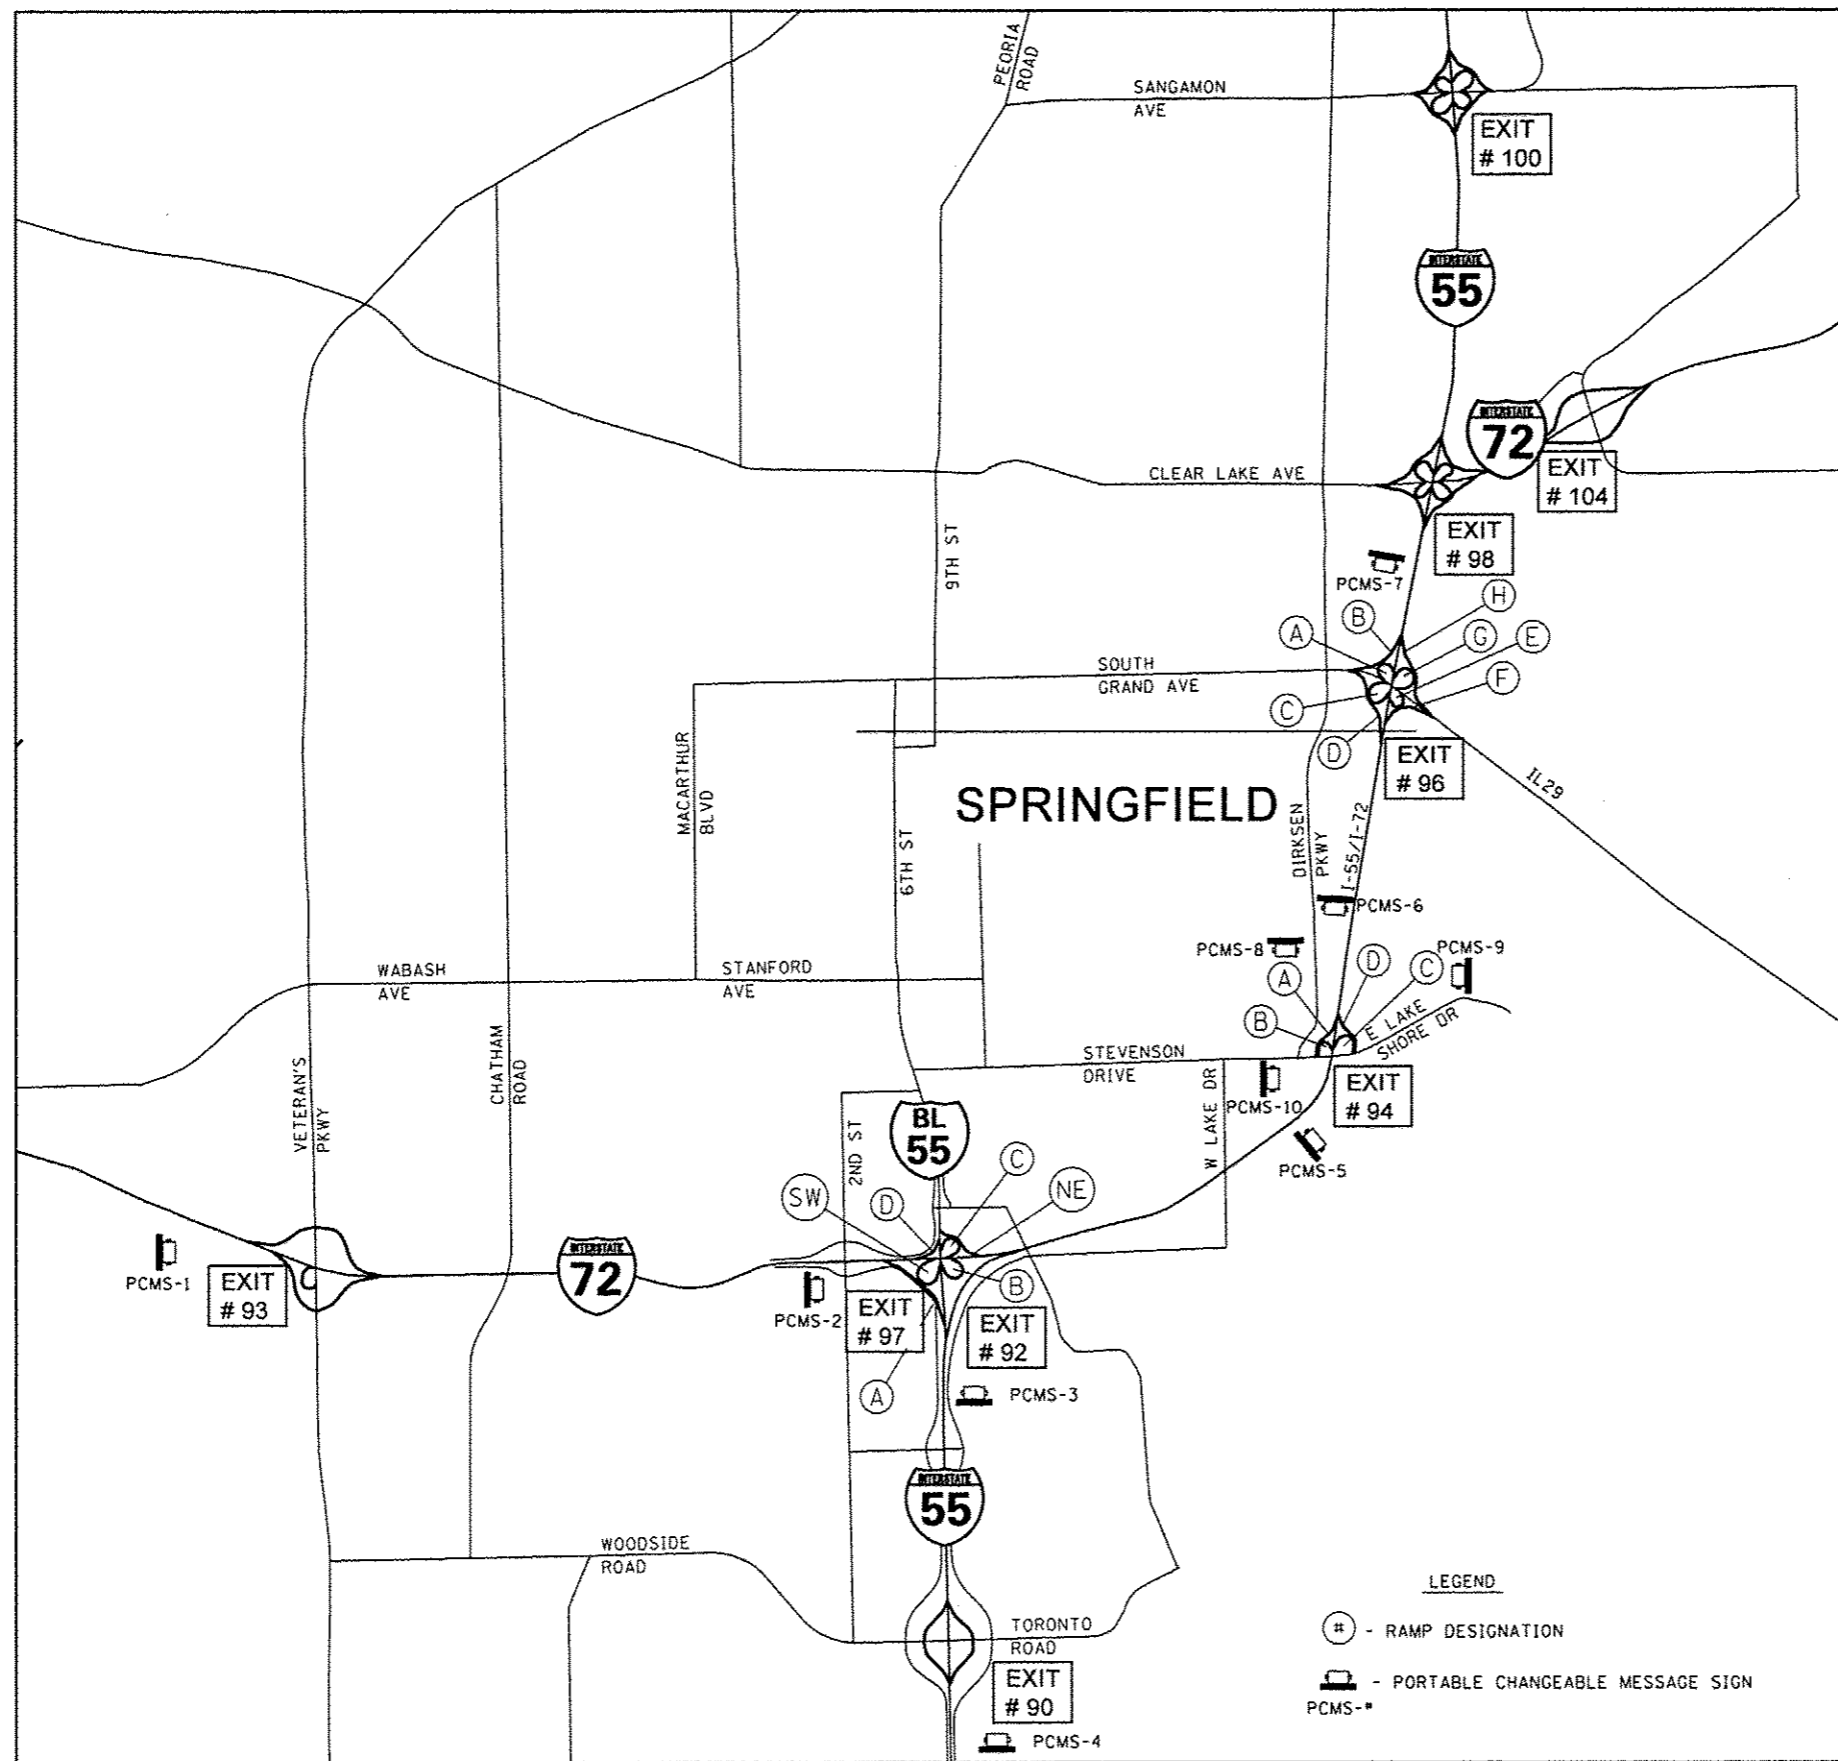 PEORIA
ROAD
SANGAMON
AVE
EXIT
# 100
INTERSTATE
55
INTERSTATE
72
EXIT
# 104
CLEAR LAKE AVE
EXIT
# 98
9TH ST
PCMS-7
H
B
A
G
E
SOUTH
GRAND AVE
F
C
D
EXIT
# 96
MACARTHUR
BLVD
SPRINGFIELD
IL29
DIRKSEN
PKWY
I-55/I-72
6TH ST
PCMS-6
PCMS-8
PCMS-9
D
C
A
WABASH
AVE
STANFORD
AVE
B
E LAKE
SHORE DR
CHATHAM
ROAD
VETERAN'S
PKWY
STEVENSON
DRIVE
W LAKE DR
EXIT
# 94
PCMS-10
BL
55
2ND ST
PCMS-5
C
SW
D
NE
PCMS-1
EXIT
# 93
INTERSTATE
72
PCMS-2
EXIT
# 97
B
EXIT
# 92
A
PCMS-3
INTERSTATE
55
WOODSIDE
ROAD
TORONTO
ROAD
EXIT
# 90
PCMS-4
LEGEND
# - RAMP DESIGNATION
- PORTABLE CHANGEABLE MESSAGE SIGN
PCMS-#